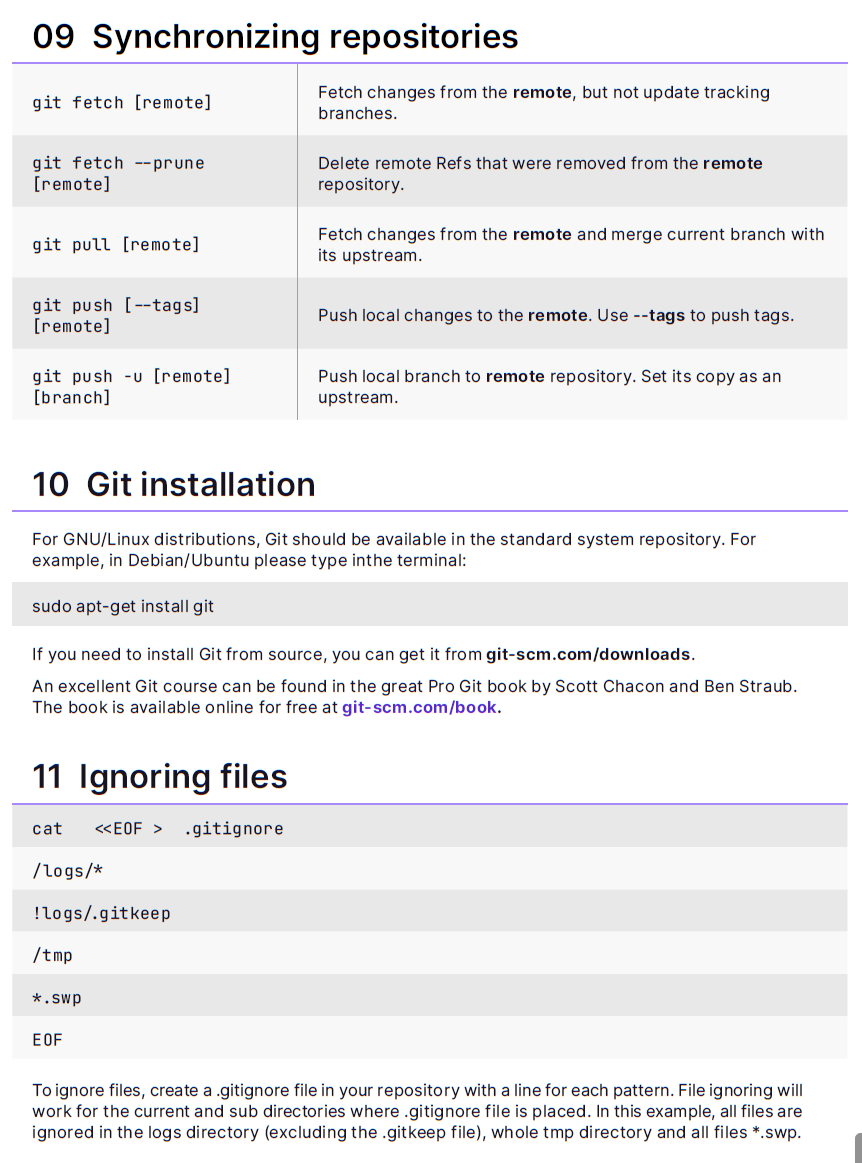 09 Synchronizing repositories
git fetch [remote]
Fetch changes from the remote, but not update tracking
branches.
git fetch --prune
[remote]
Delete remote Refs that were removed from the remote
repository.
git pull [remote]
Fetch changes from the remote and merge current branch with
its upstream.
git push [--tags]
[remote]
Push local changes to the remote. Use --tags to push tags.
git push -u [remote]
[branch]
Push local branch to remote repository. Set its copy as an
upstream.
10 Git installation
For GNU/Linux distributions, Git should be available in the standard system repository. For
example, in Debian/Ubuntu please type inthe terminal:
sudo apt-get install git
If you need to install Git from source, you can get it from git-scm.com/downloads.
An excellent Git course can be found in the great Pro Git book by Scott Chacon and Ben Straub.
The book is available online for free at git-scm.com/book.
11 Ignoring files
cat <<EOF > .gitignore
/logs/*
!logs/.gitkeep
/tmp
*.swp
EOF
To ignore files, create a .gitignore file in your repository with a line for each pattern. File ignoring will
work for the current and sub directories where .gitignore file is placed. In this example, all files are
ignored in the logs directory (excluding the .gitkeep file), whole tmp directory and all files *.swp.